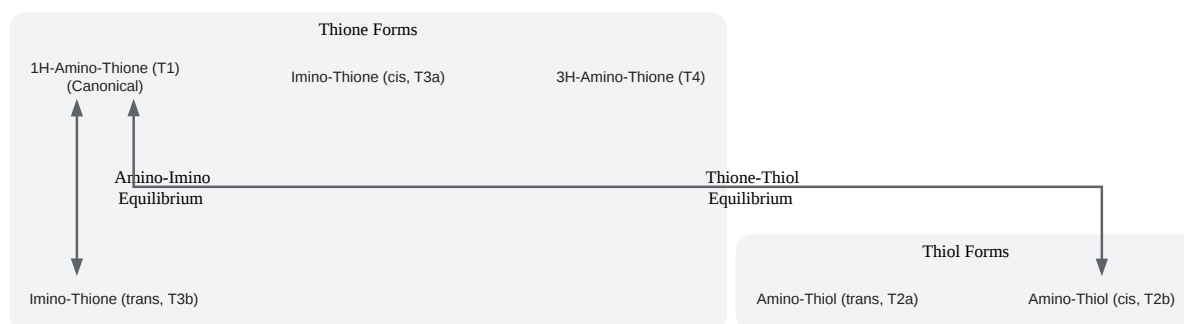 Thione Forms
1H-Amino-Thione (T1)
(Canonical)
Imino-Thione (cis, T3a)
3H-Amino-Thione (T4)
Amino-Imino
Equilibrium
Thione-Thiol
Equilibrium
Thiol Forms
Imino-Thione (trans, T3b)
Amino-Thiol (trans, T2a)
Amino-Thiol (cis, T2b)